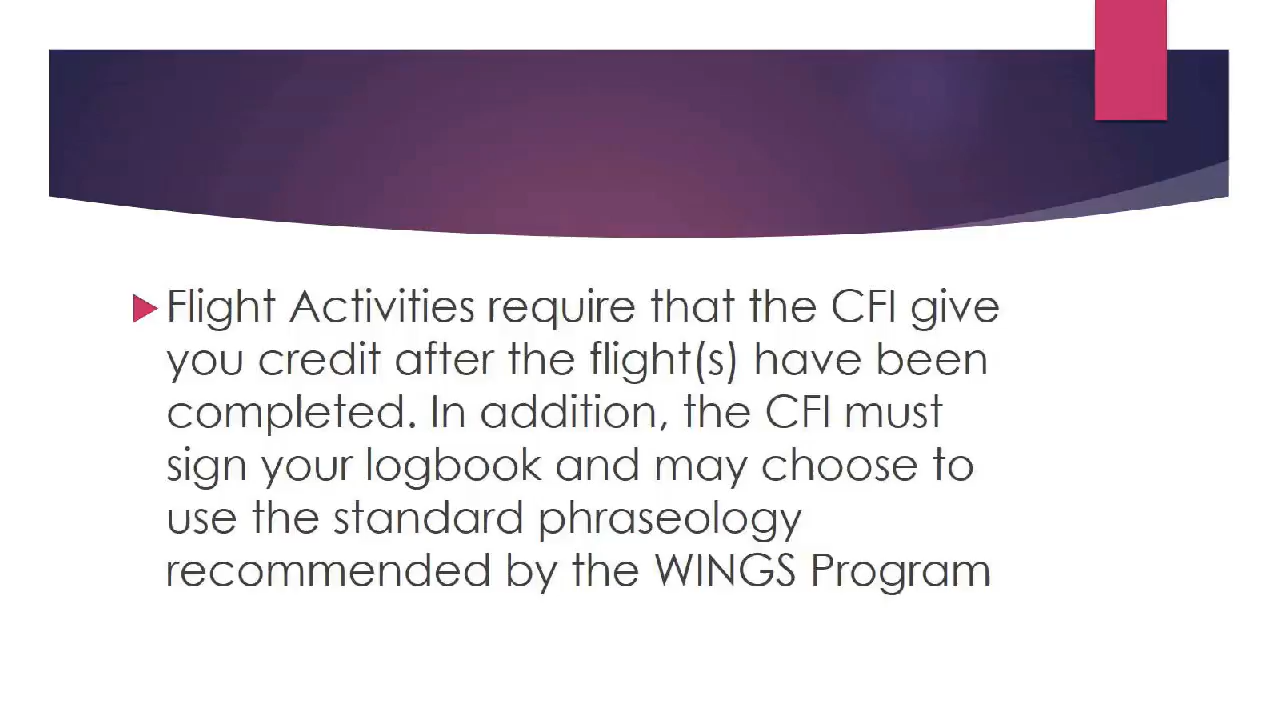 Flight Activities require that the CFI give
you credit after the flight(s) have been
completed. In addition, the CFI must
sign your logbook and may choose to
use the standard phraseology
recommended by the WINGS Program